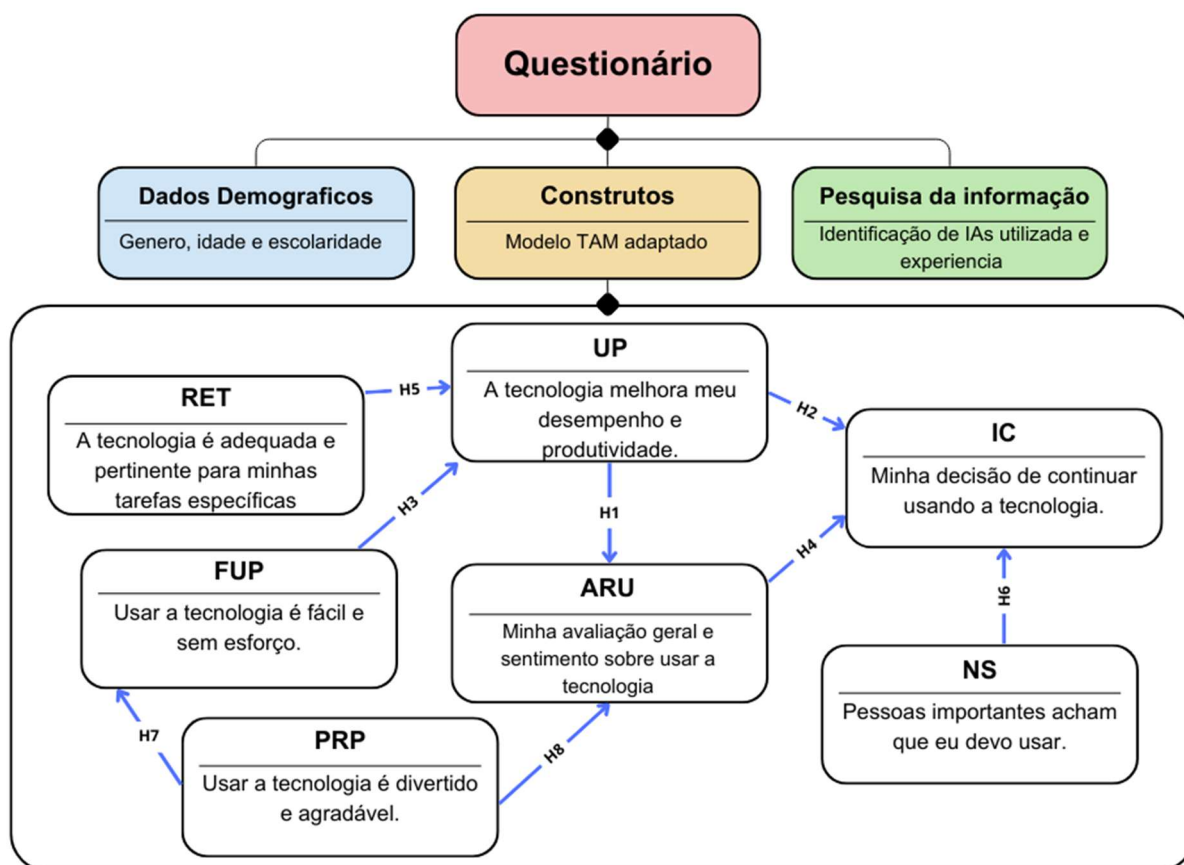 Questionário
Dados Demograficos
Genero, idade e escolaridade
Construtos
Modelo TAM adaptado
Pesquisa da informação
Identificação de IAs utilizada e
experiencia
UP
A tecnologia melhora meu
desempenho e
produtividade.
RET
A tecnologia é adequada e
pertinente para minhas
tarefas específicas
H5
H2
IC
Minha decisão de continuar
usando a tecnologia.
H3
H1
H4
FUP
Usar a tecnologia é fácil e
sem esforço.
ARU
Minha avaliação geral e
sentimento sobre usar a
tecnologia
H6
NS
Pessoas importantes acham
que eu devo usar.
H7
PRP
Usar a tecnologia é divertido
e agradável.
H8